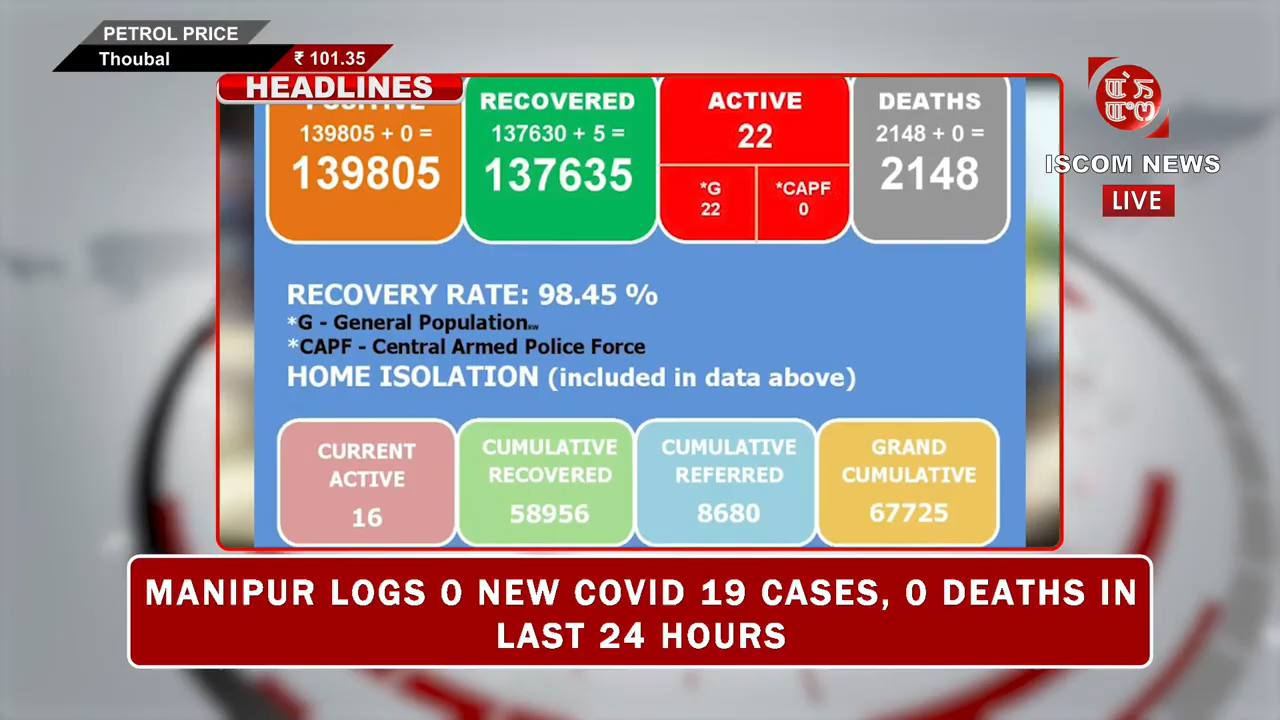 PETROL PRICE
Thoubal ₹ 101.35
HEADLINES
POSITIVE
139805 + 0 =
139805
RECOVERED
137630 + 5 =
137635
ACTIVE
22
*G
22
*CAPF
0
DEATHS
2148 + 0 =
2148
ISCOM NEWS
LIVE
RECOVERY RATE: 98.45 %
*G - General Population
*CAPF - Central Armed Police Force
HOME ISOLATION (included in data above)
CURRENT
ACTIVE
16
CUMULATIVE
RECOVERED
58956
CUMULATIVE
REFERRED
8680
GRAND
CUMULATIVE
67725
MANIPUR LOGS 0 NEW COVID 19 CASES, 0 DEATHS IN
LAST 24 HOURS